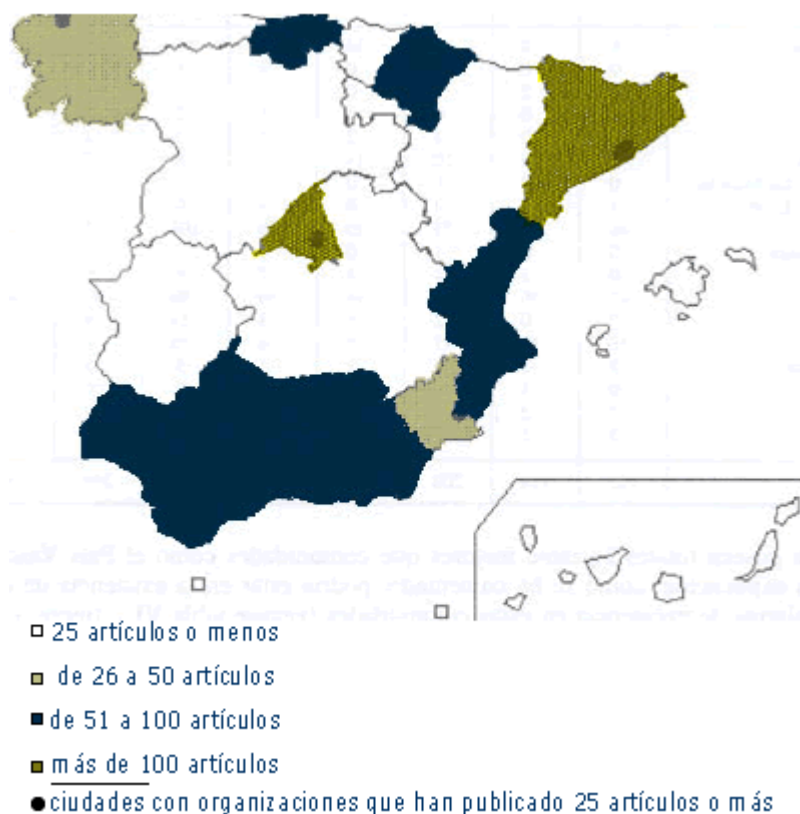 25 artículos o menos
de 26 a 50 artículos
de 51 a 100 artículos
más de 100 artículos
ciudades con organizaciones que han publicado 25 artículos o más